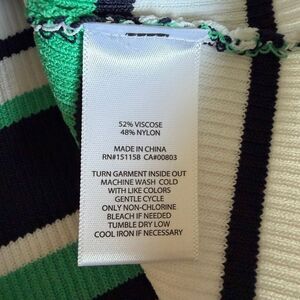 52% VISCOSE
48% NYLON
MADE IN CHINA
RN#151158 CA#00803
TURN GARMENT INSIDE OUT
MACHINE WASH COLD
WITH LIKE COLORS
GENTLE CYCLE
ONLY NON-CHLORINE
BLEACH IF NEEDED
TUMBLE DRY LOW
COOL IRON IF NECESSARY